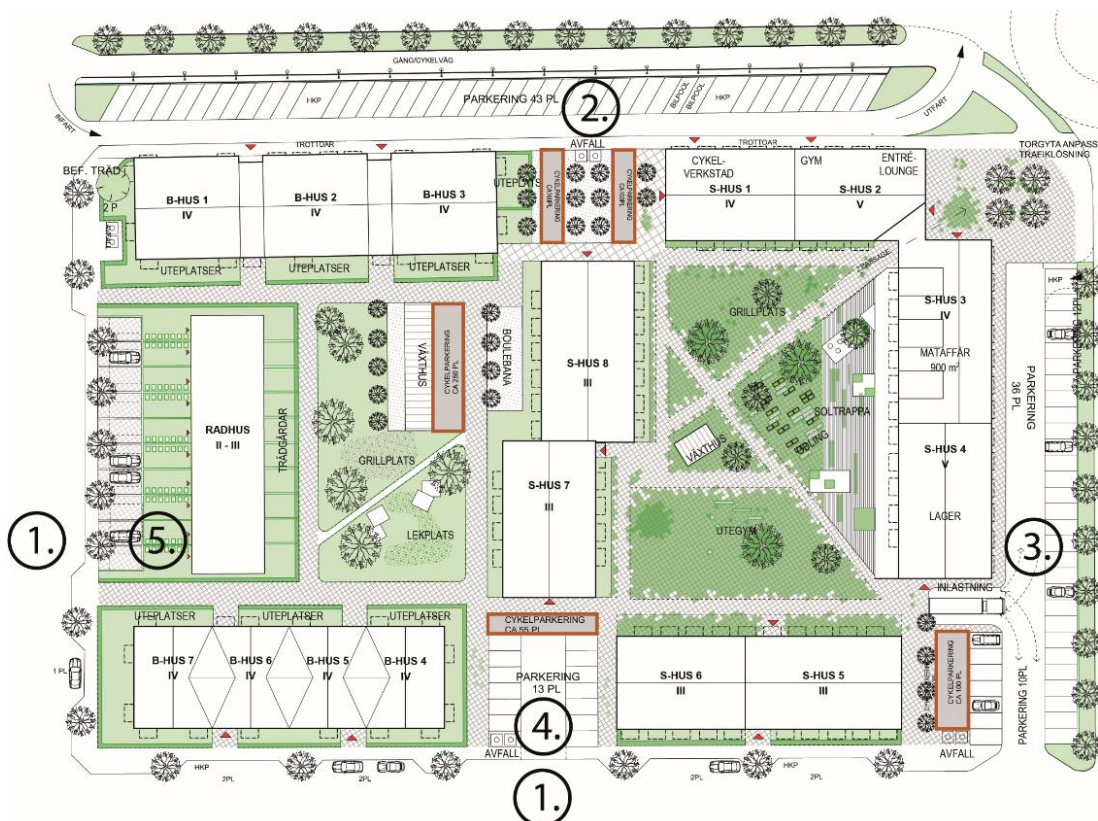 GÅNG/CYKELVÄG
HKP
PARKERING 43 PL
BILPOOL
BILPOOL
HKP
2.
INFART
UTFART
TROTTOAR
AVFALL
TROTTOAR
TORGYTA ANPASS
TRAFIKLÖSNING
BEF. TRÄD
2 P
B-HUS 1
IV
B-HUS 2
IV
B-HUS 3
IV
UTEPLATS
CYKELPARKERING
CYKELPARKERING
CYKEL-
VERKSTAD
S-HUS 1
IV
GYM
S-HUS 2
V
ENTRÉ-
LOUNGE
UTEPLATSER
UTEPLATSER
UTEPLATSER
PASSAGE
HKP
GRILLPLATS
S-HUS 3
IV
MATAFFÄR
900 m²
PARKERING
36 PL
VÄXTHUS
CYKELPARKERING
CA 250 PL
BOULEBANA
S-HUS 8
III
SOLTRAPPA
ODLING
RADHUS
II - III
TRÄDGÅRDAR
GRILLPLATS
VÄXTHUS
S-HUS 7
III
S-HUS 4
V
LAGER
LEKPLATS
UTEGYM
1.
5.
3.
INLASTNING
UTEPLATSER
UTEPLATSER
UTEPLATSER
CYKELPARKERING
CA 55 PL
B-HUS 7
IV
B-HUS 6
IV
B-HUS 5
IV
B-HUS 4
IV
PARKERING
13 PL
4.
S-HUS 6
III
S-HUS 5
III
CYKELPARKERING
CA 100 PL
PARKERING 10PL
1 PL
AVFALL
AVFALL
HKP
2PL
2PL
2PL
HKP
2PL
1.